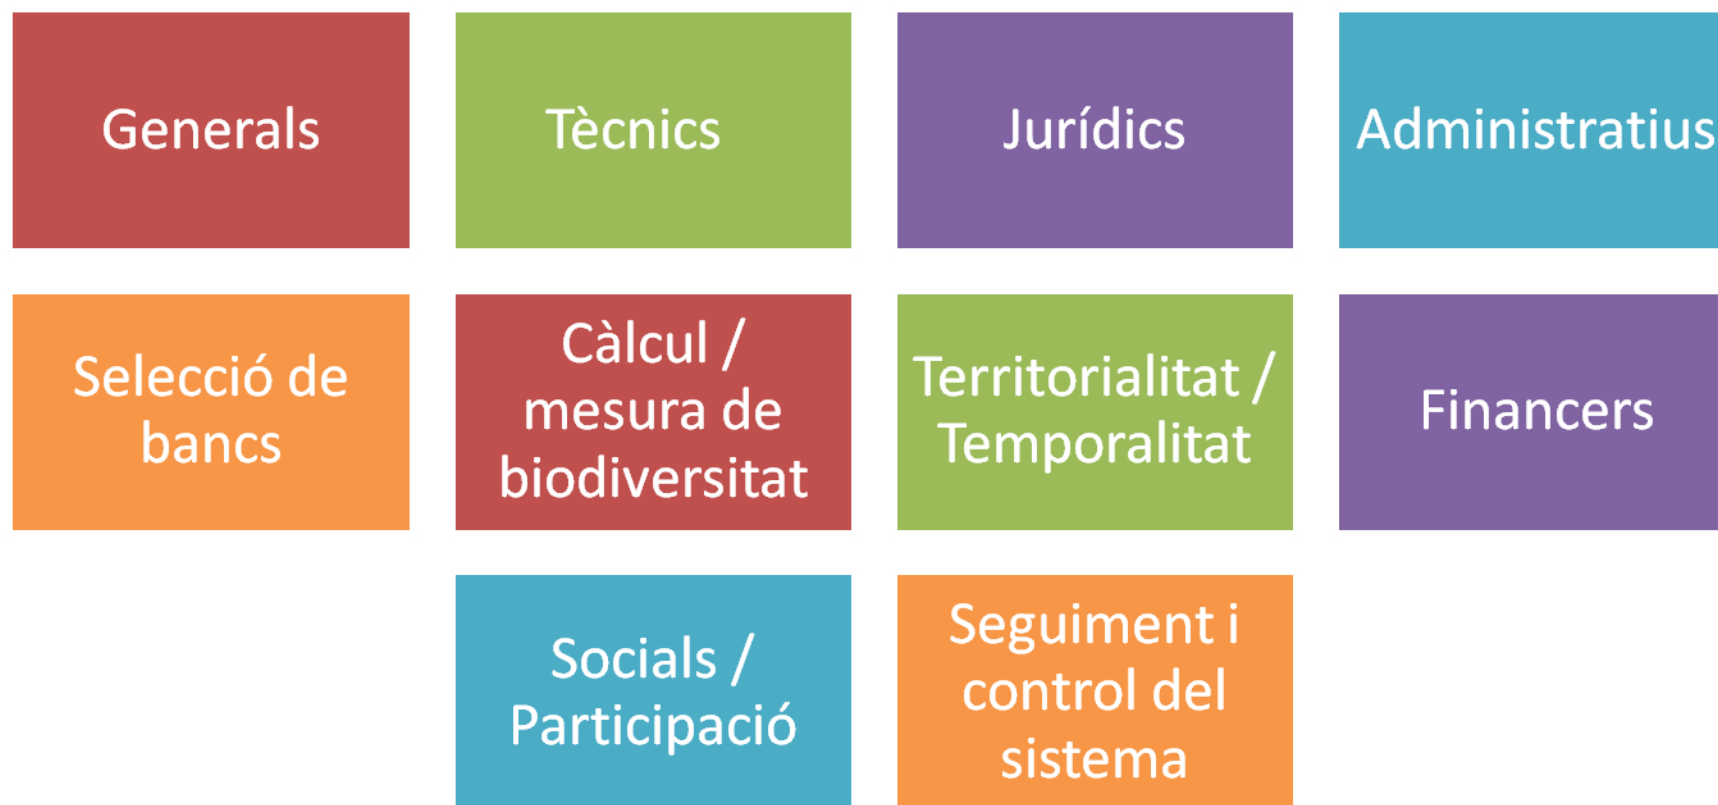 Generals
Tècnics
Jurídics
Administratius
Selecció de
bancs
Càlcul /
mesura de
biodiversitat
Territorialitat /
Temporalitat
Financers
Socials /
Participació
Seguiment i
control del
sistema